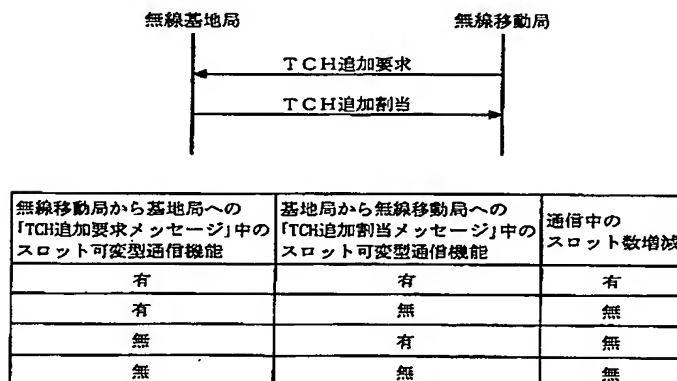 無線基地局 無線移動局
TCH追加要求
TCH追加割当
無線移動局から基地局への
「TCH追加要求メッセージ」中の
スロット可変型通信機能
基地局から無線移動局への
「TCH追加割当メッセージ」中の
スロット可変型通信機能
通信中の
スロット数増減
有 有 有
有 無 無
無 有 無
無 無 無